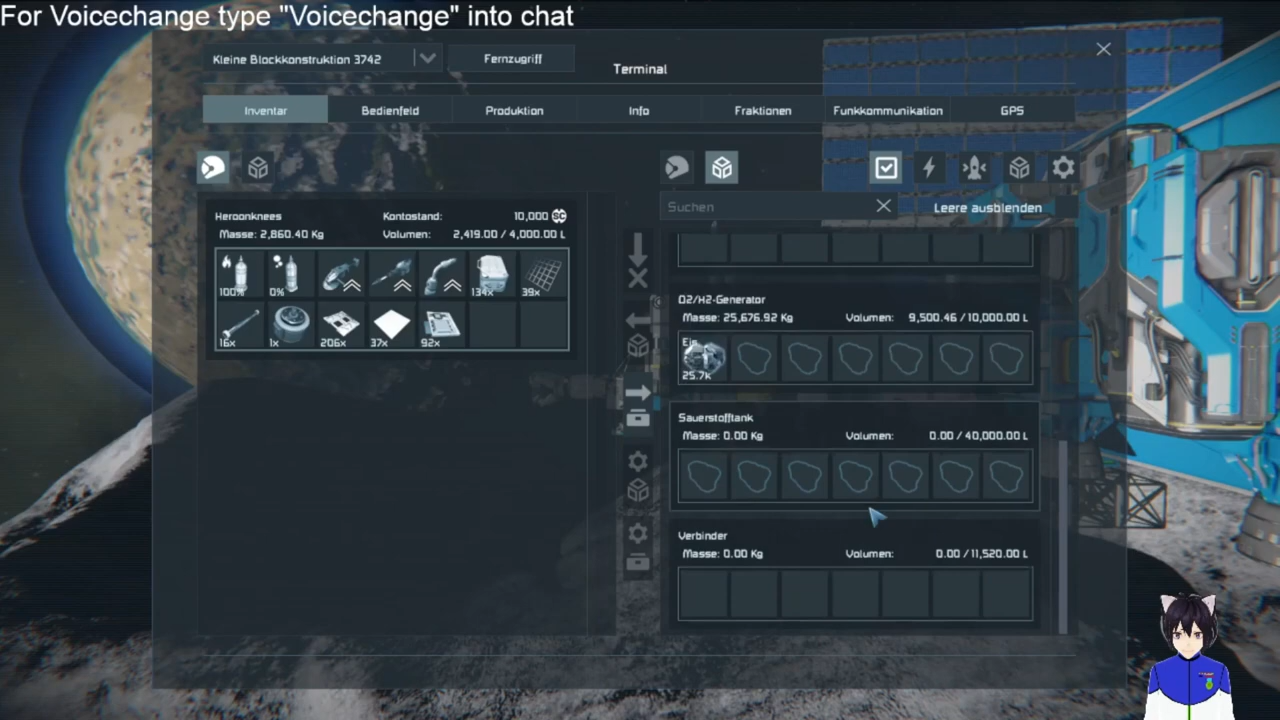 For Voicechange type "Voicechange" into chat
Kleine Blockkonstruktion 3742
Fernzugriff
Terminal
Inventar
Bedienfeld
Produktion
Info
Fraktionen
Funkkommunikation
GPS
Suchen
Leere ausblenden
Heroonknees
Kontostand:
10,000 SC
Masse: 2,860.40 Kg
Volumen:
2,419.00 / 4,000.00 L
100%
0%
134x
39x
16x
1x
206x
37x
92x
O2/H2-Generator
Masse: 25,676.92 Kg
Volumen:
9,500.46 / 10,000.00 L
Eis
25.7k
Sauerstofftank
Masse: 0.00 Kg
Volumen:
0.00 / 40,000.00 L
Verbinder
Masse: 0.00 Kg
Volumen:
0.00 / 11,520.00 L